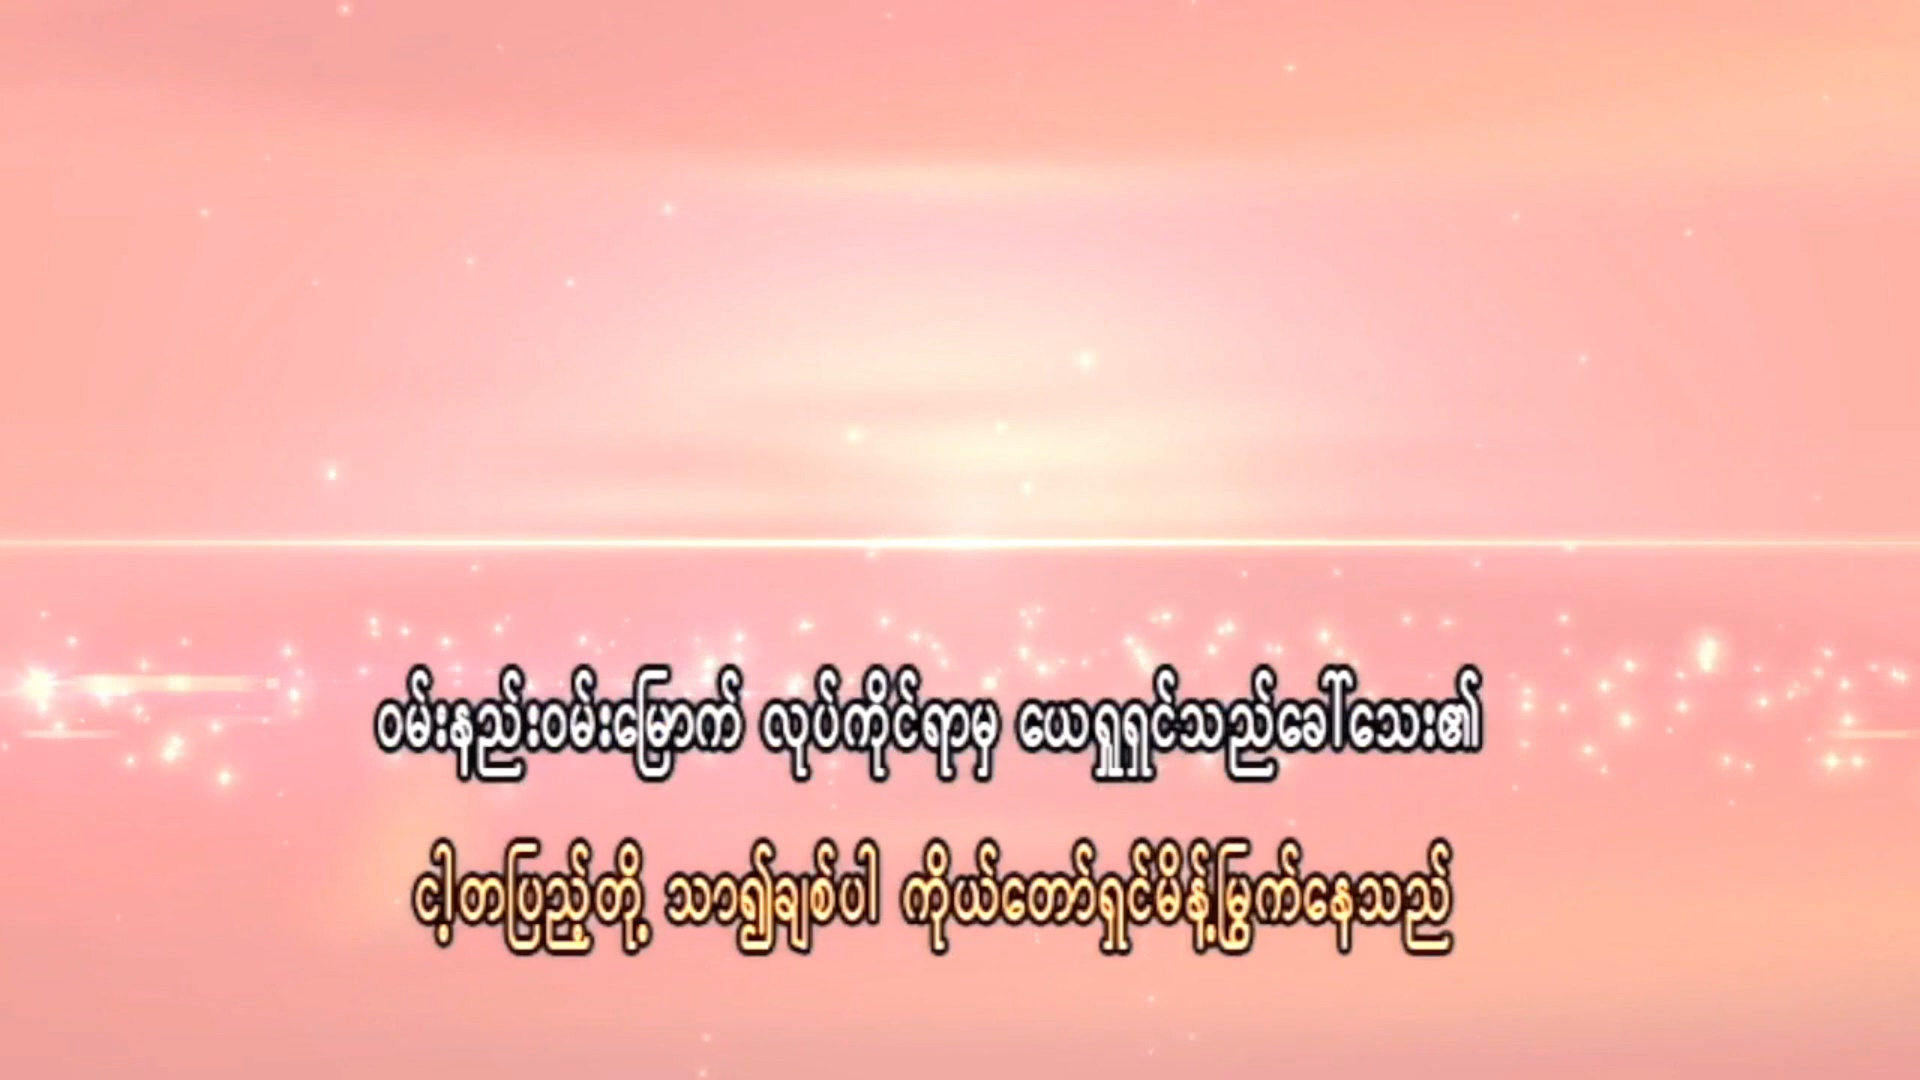 ဝမ်းနည်းဝမ်းမြောက် လုပ်ကိုင်ရာမှ ယေရှုရှင်သည်ခေါ်သေး၏
ငါ့တပြည့်တို့ သာ၍ချစ်ပါ ကိုယ်တော်ရှင်မိန့်မြွက်နေသည်